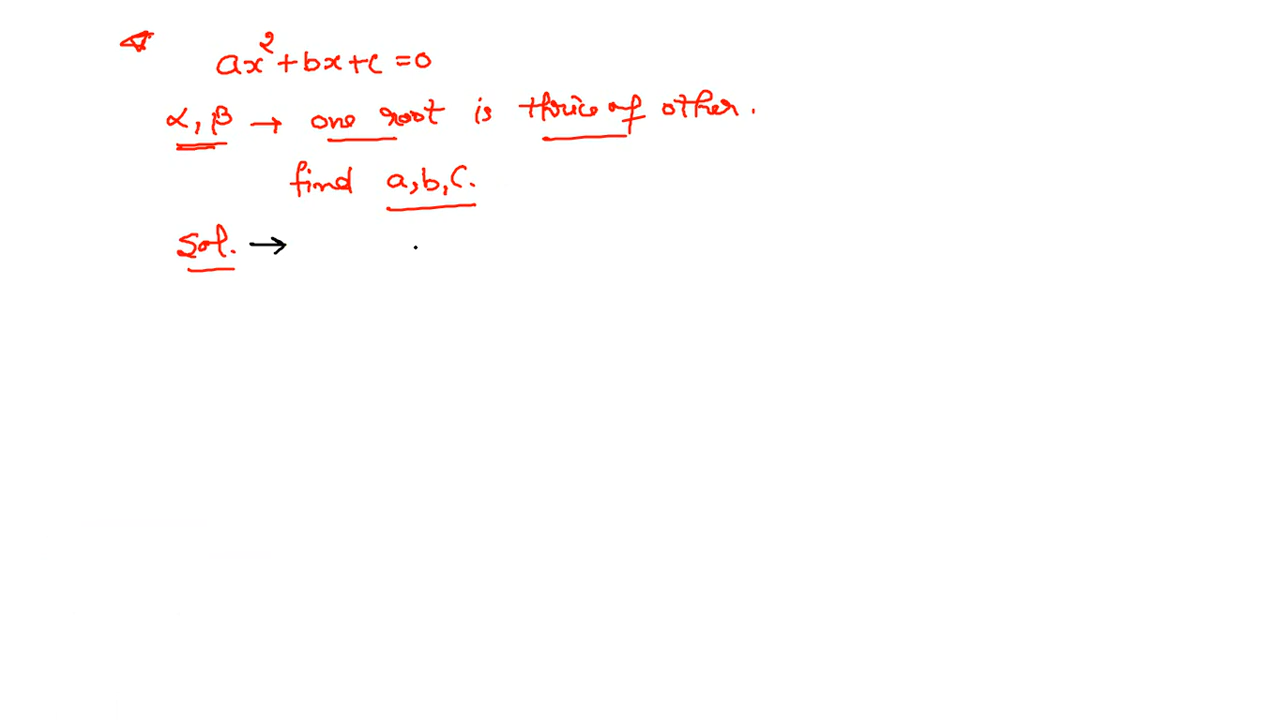 ax²+bx+c=0
α, β → one root is thrice of other.
find a,b,c.
Sol. →